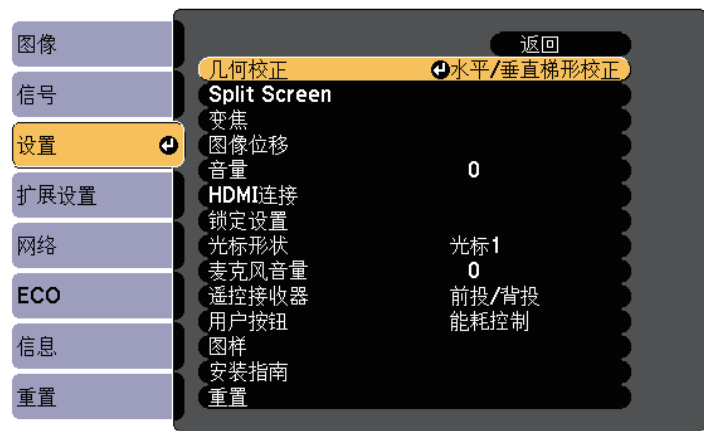 图像
信号
设置
扩展设置
网络
ECO
信息
重置
返回
几何校正 水平/垂直梯形校正
Split Screen
变焦
图像位移
音量 0
HDMI连接
锁定设置
光标形状 光标1
麦克风音量 0
遥控接收器 前投/背投
用户按钮 能耗控制
图样
安装指南
重置